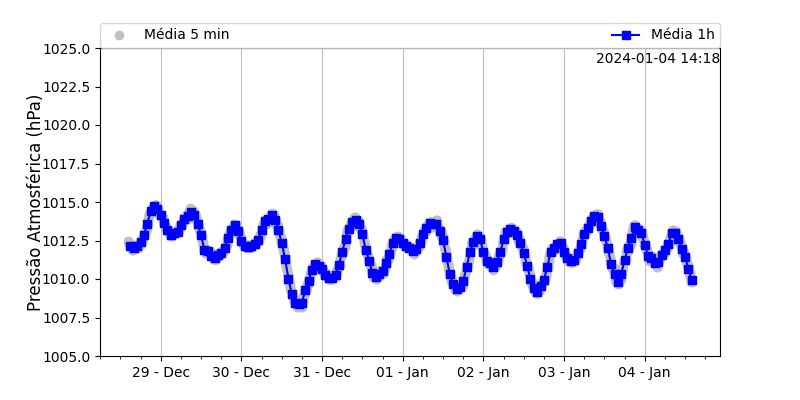 Média 5 min
Média 1h
2024-01-04 14:18
Pressão Atmosférica (hPa)
1025.0
1022.5
1020.0
1017.5
1015.0
1012.5
1010.0
1007.5
1005.0
29 - Dec
30 - Dec
31 - Dec
01 - Jan
02 - Jan
03 - Jan
04 - Jan